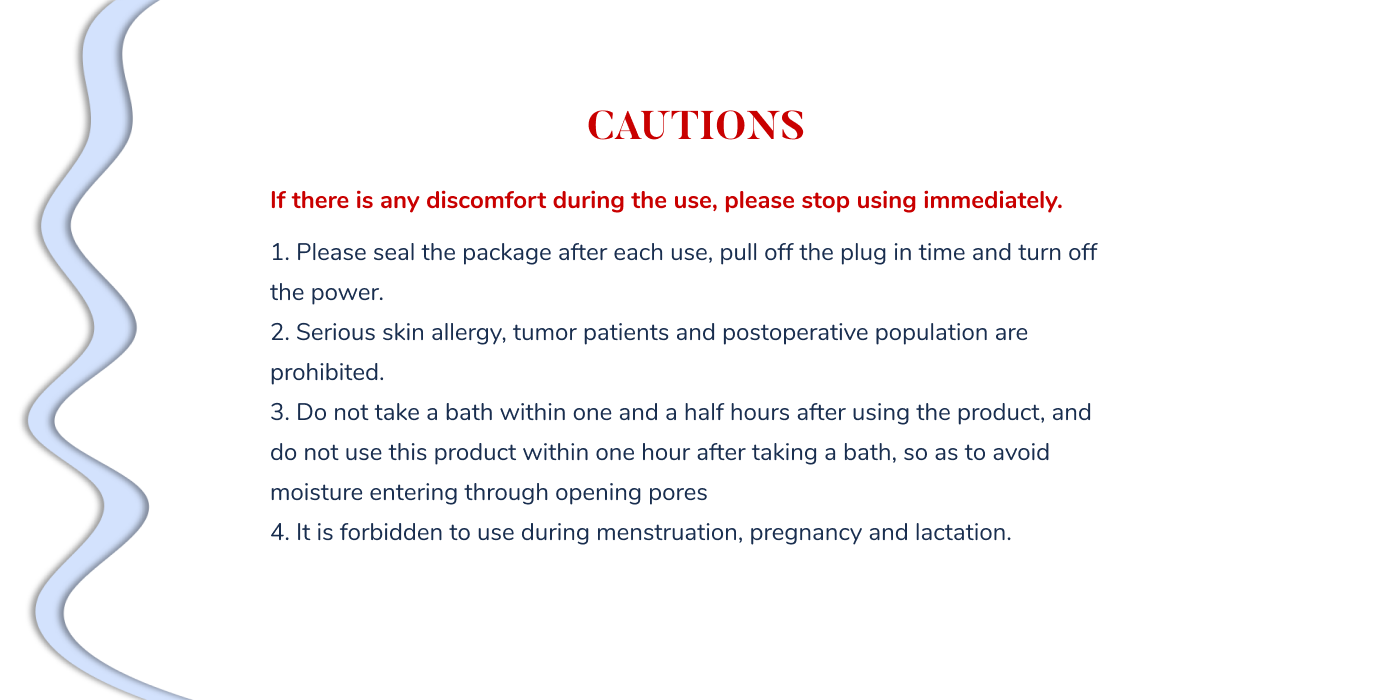 CAUTIONS
If there is any discomfort during the use, please stop using immediately.
1. Please seal the package after each use, pull off the plug in time and turn off
the power.
2. Serious skin allergy, tumor patients and postoperative population are
prohibited.
3. Do not take a bath within one and a half hours after using the product, and
do not use this product within one hour after taking a bath, so as to avoid
moisture entering through opening pores
4. It is forbidden to use during menstruation, pregnancy and lactation.